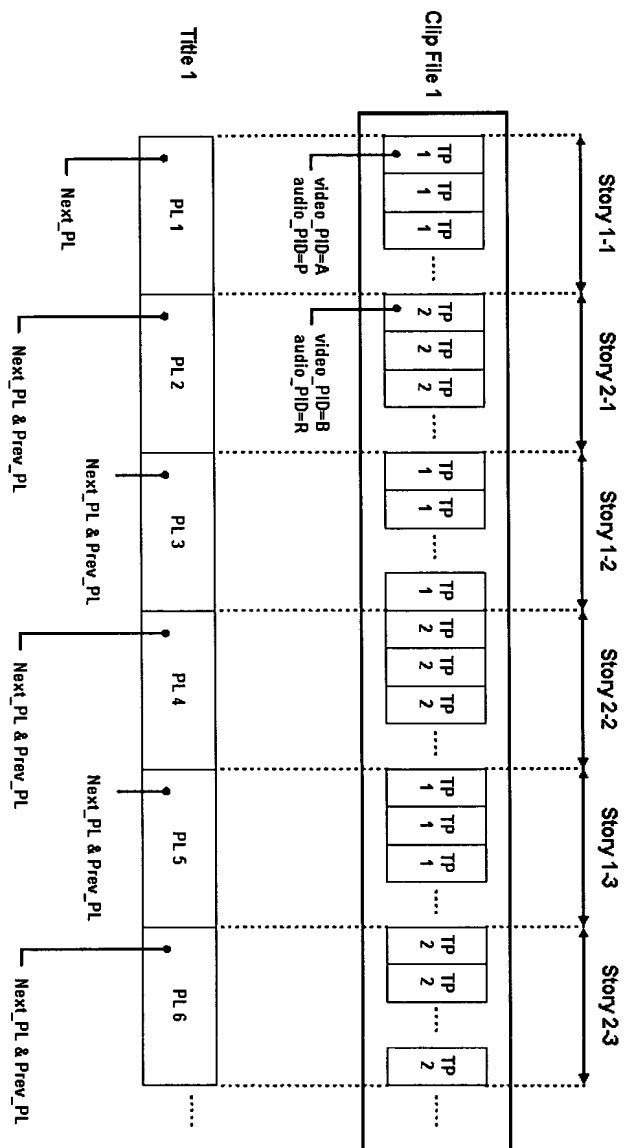 Story 1-1
Story 2-1
Story 1-2
Story 2-2
Story 1-3
Story 2-3
Clip File 1
TP 1
TP 1
TP 1
.....
TP 2
TP 2
TP 2
.....
TP 1
TP 1
.....
TP 1
TP 2
TP 2
TP 2
.....
TP 1
TP 1
TP 1
.....
TP 2
TP 2
.....
TP 2
.....
video_PID=A
audio_PID=P
video_PID=B
audio_PID=R
Title 1
PL 1
PL 2
PL 3
PL 4
PL 5
PL 6
.....
Next_PL
Next_PL & Prev_PL
Next_PL & Prev_PL
Next_PL & Prev_PL
Next_PL & Prev_PL
Next_PL & Prev_PL